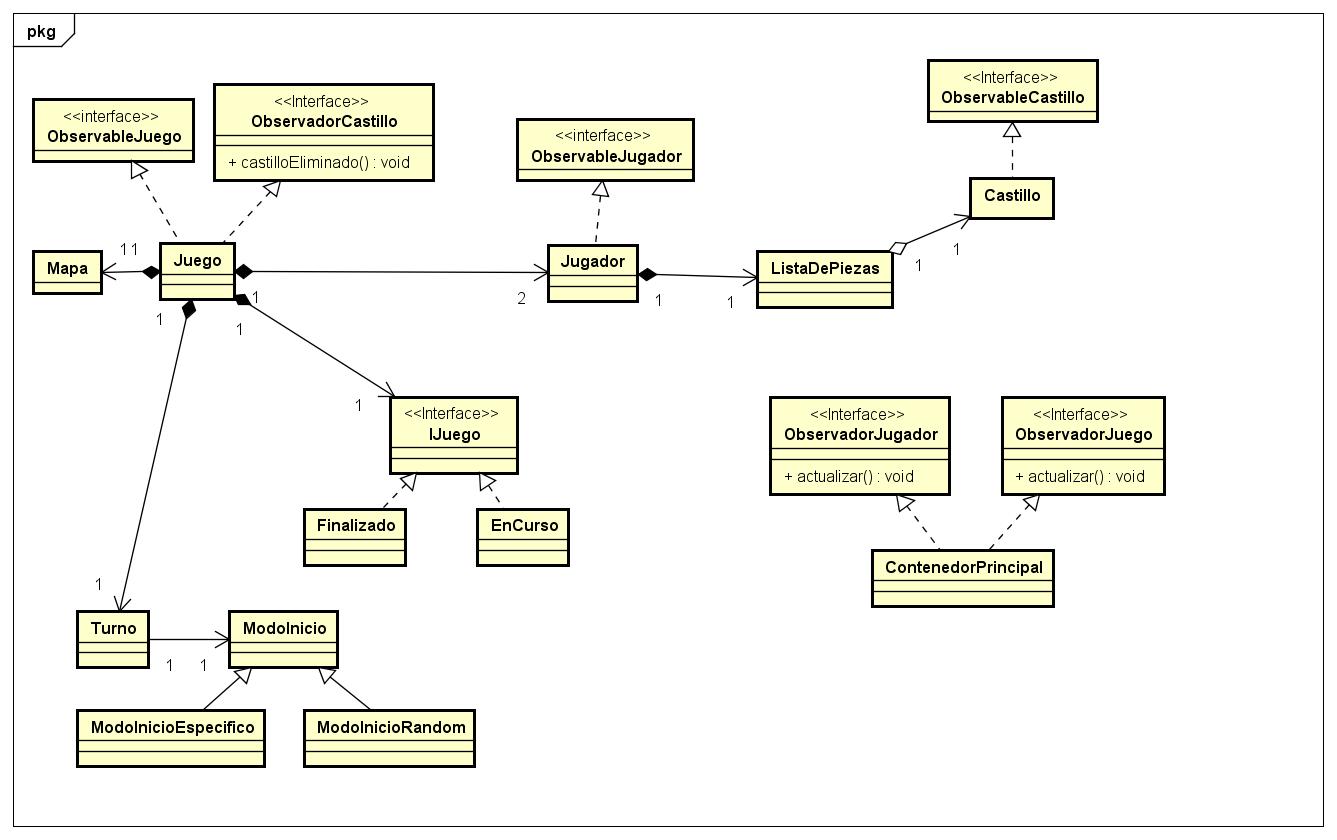 pkg
<<Interface>>
ObservableCastillo
<<interface>>
ObservableJuego
<<Interface>>
ObservadorCastillo
+ castilloEliminado() : void
<<interface>>
ObservableJugador
Castillo
Mapa
11
Juego
1
2
Jugador
1
1
ListaDePiezas
1
1
1
1
1
<<Interface>>
IJuego
Finalizado
EnCurso
<<Interface>>
ObservadorJugador
+ actualizar() : void
<<Interface>>
ObservadorJuego
+ actualizar() : void
ContenedorPrincipal
1
Turno
1
1
ModoInicio
ModoInicioEspecifico
ModoInicioRandom